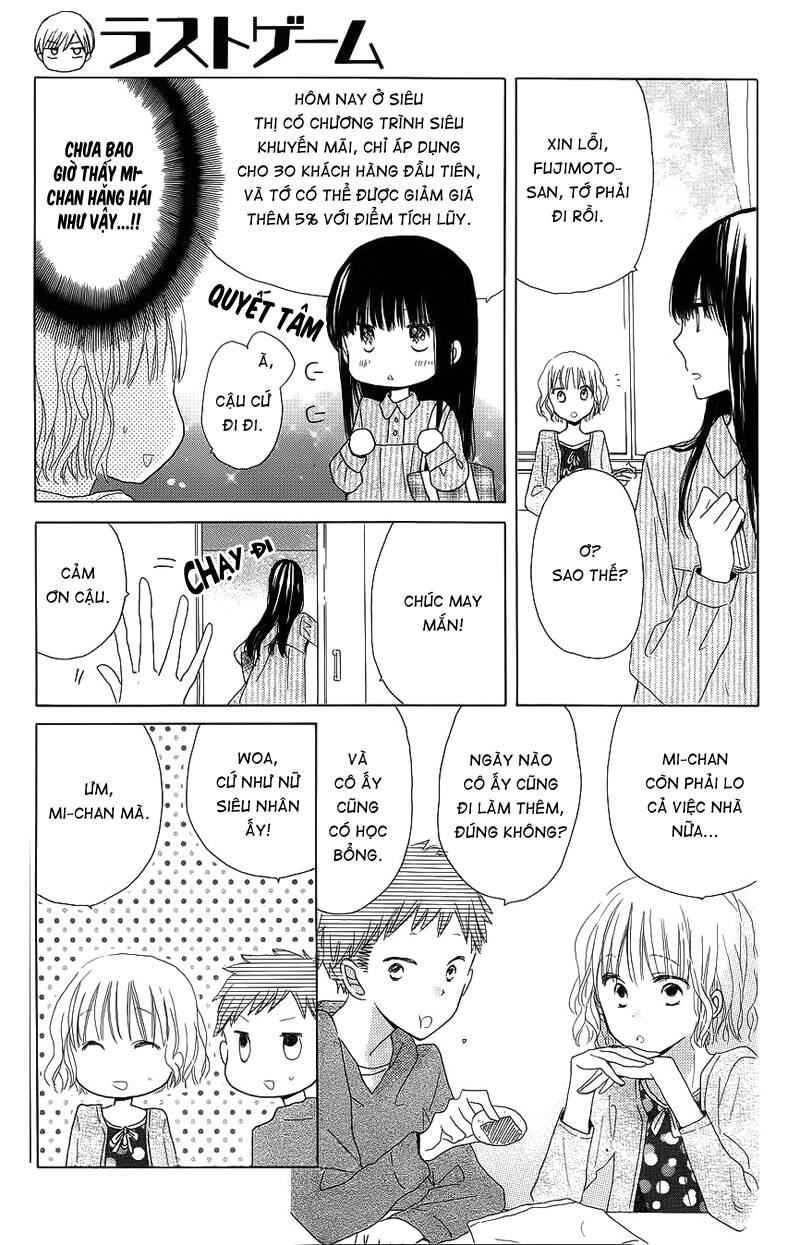 ラストゲーム
XIN LỖI,
FUJIMOTO-
SAN, TỚ PHẢI
ĐI RỒI.
Ơ?
SAO THẾ?
HÔM NAY Ở SIÊU
THỊ CÓ CHƯƠNG TRÌNH SIÊU
KHUYẾN MÃI, CHỈ ÁP DỤNG
CHO 30 KHÁCH HÀNG ĐẦU TIÊN,
VÀ TỚ CÓ THỂ ĐƯỢC GIẢM GIÁ
THÊM 5% VỚI ĐIỂM TÍCH LŨY.
QUYẾT TÂM
CHƯA BAO
GIỜ THẤY MI-
CHAN HĂNG HÁI
NHƯ VẬY...!!
À,
CẬU CỨ
ĐI ĐI.
CHÚC MAY
MẮN!
CHẠY ĐI
CẢM
ƠN CẬU.
MI-CHAN
CÒN PHẢI LO
CẢ VIỆC NHÀ
NỮA...
NGÀY NÀO
CÔ ẤY CŨNG
ĐI LÀM THÊM,
ĐÚNG KHÔNG?
VÀ
CÔ ẤY
CŨNG
CÓ HỌC
BỔNG.
WOA,
CỨ NHƯ NỮ
SIÊU NHÂN
ẤY!
ƯM,
MI-CHAN MÀ.